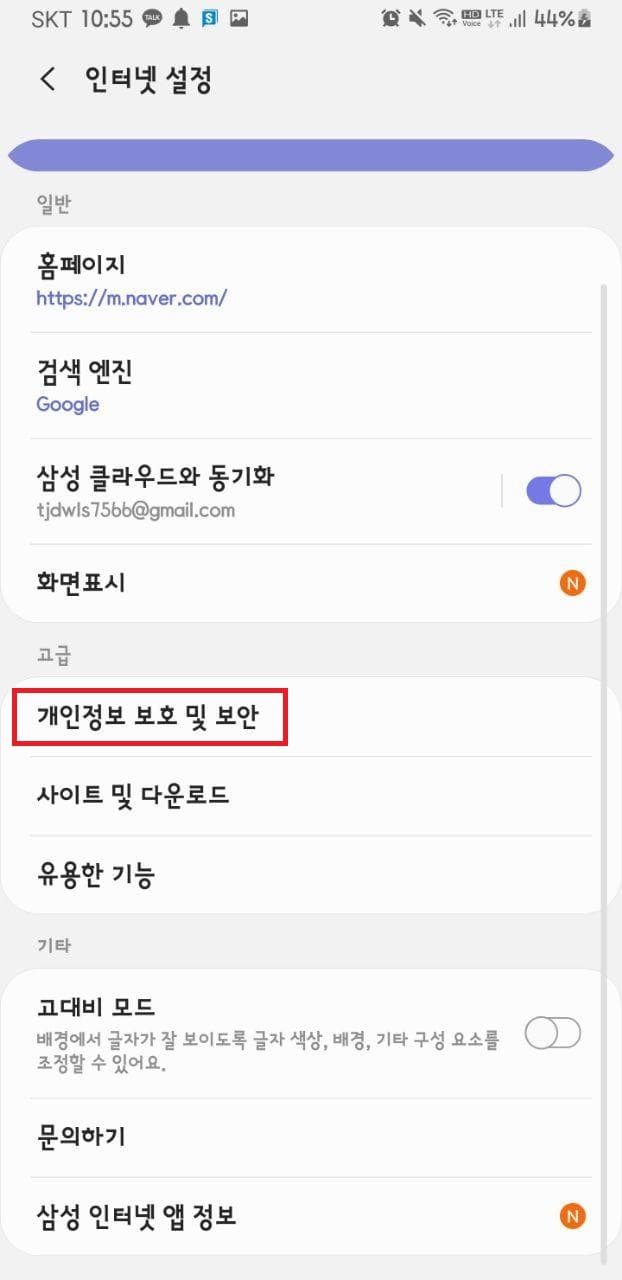 SKT 10:55 TALK S HD Voice LTE 44%
인터넷 설정
일반
홈페이지
https://m.naver.com/
검색 엔진
Google
삼성 클라우드와 동기화
tjdwls7566@gmail.com
화면표시 N
고급
개인정보 보호 및 보안
사이트 및 다운로드
유용한 기능
기타
고대비 모드
배경에서 글자가 잘 보이도록 글자 색상, 배경, 기타 구성 요소를
조정할 수 있어요.
문의하기
삼성 인터넷 앱 정보 N